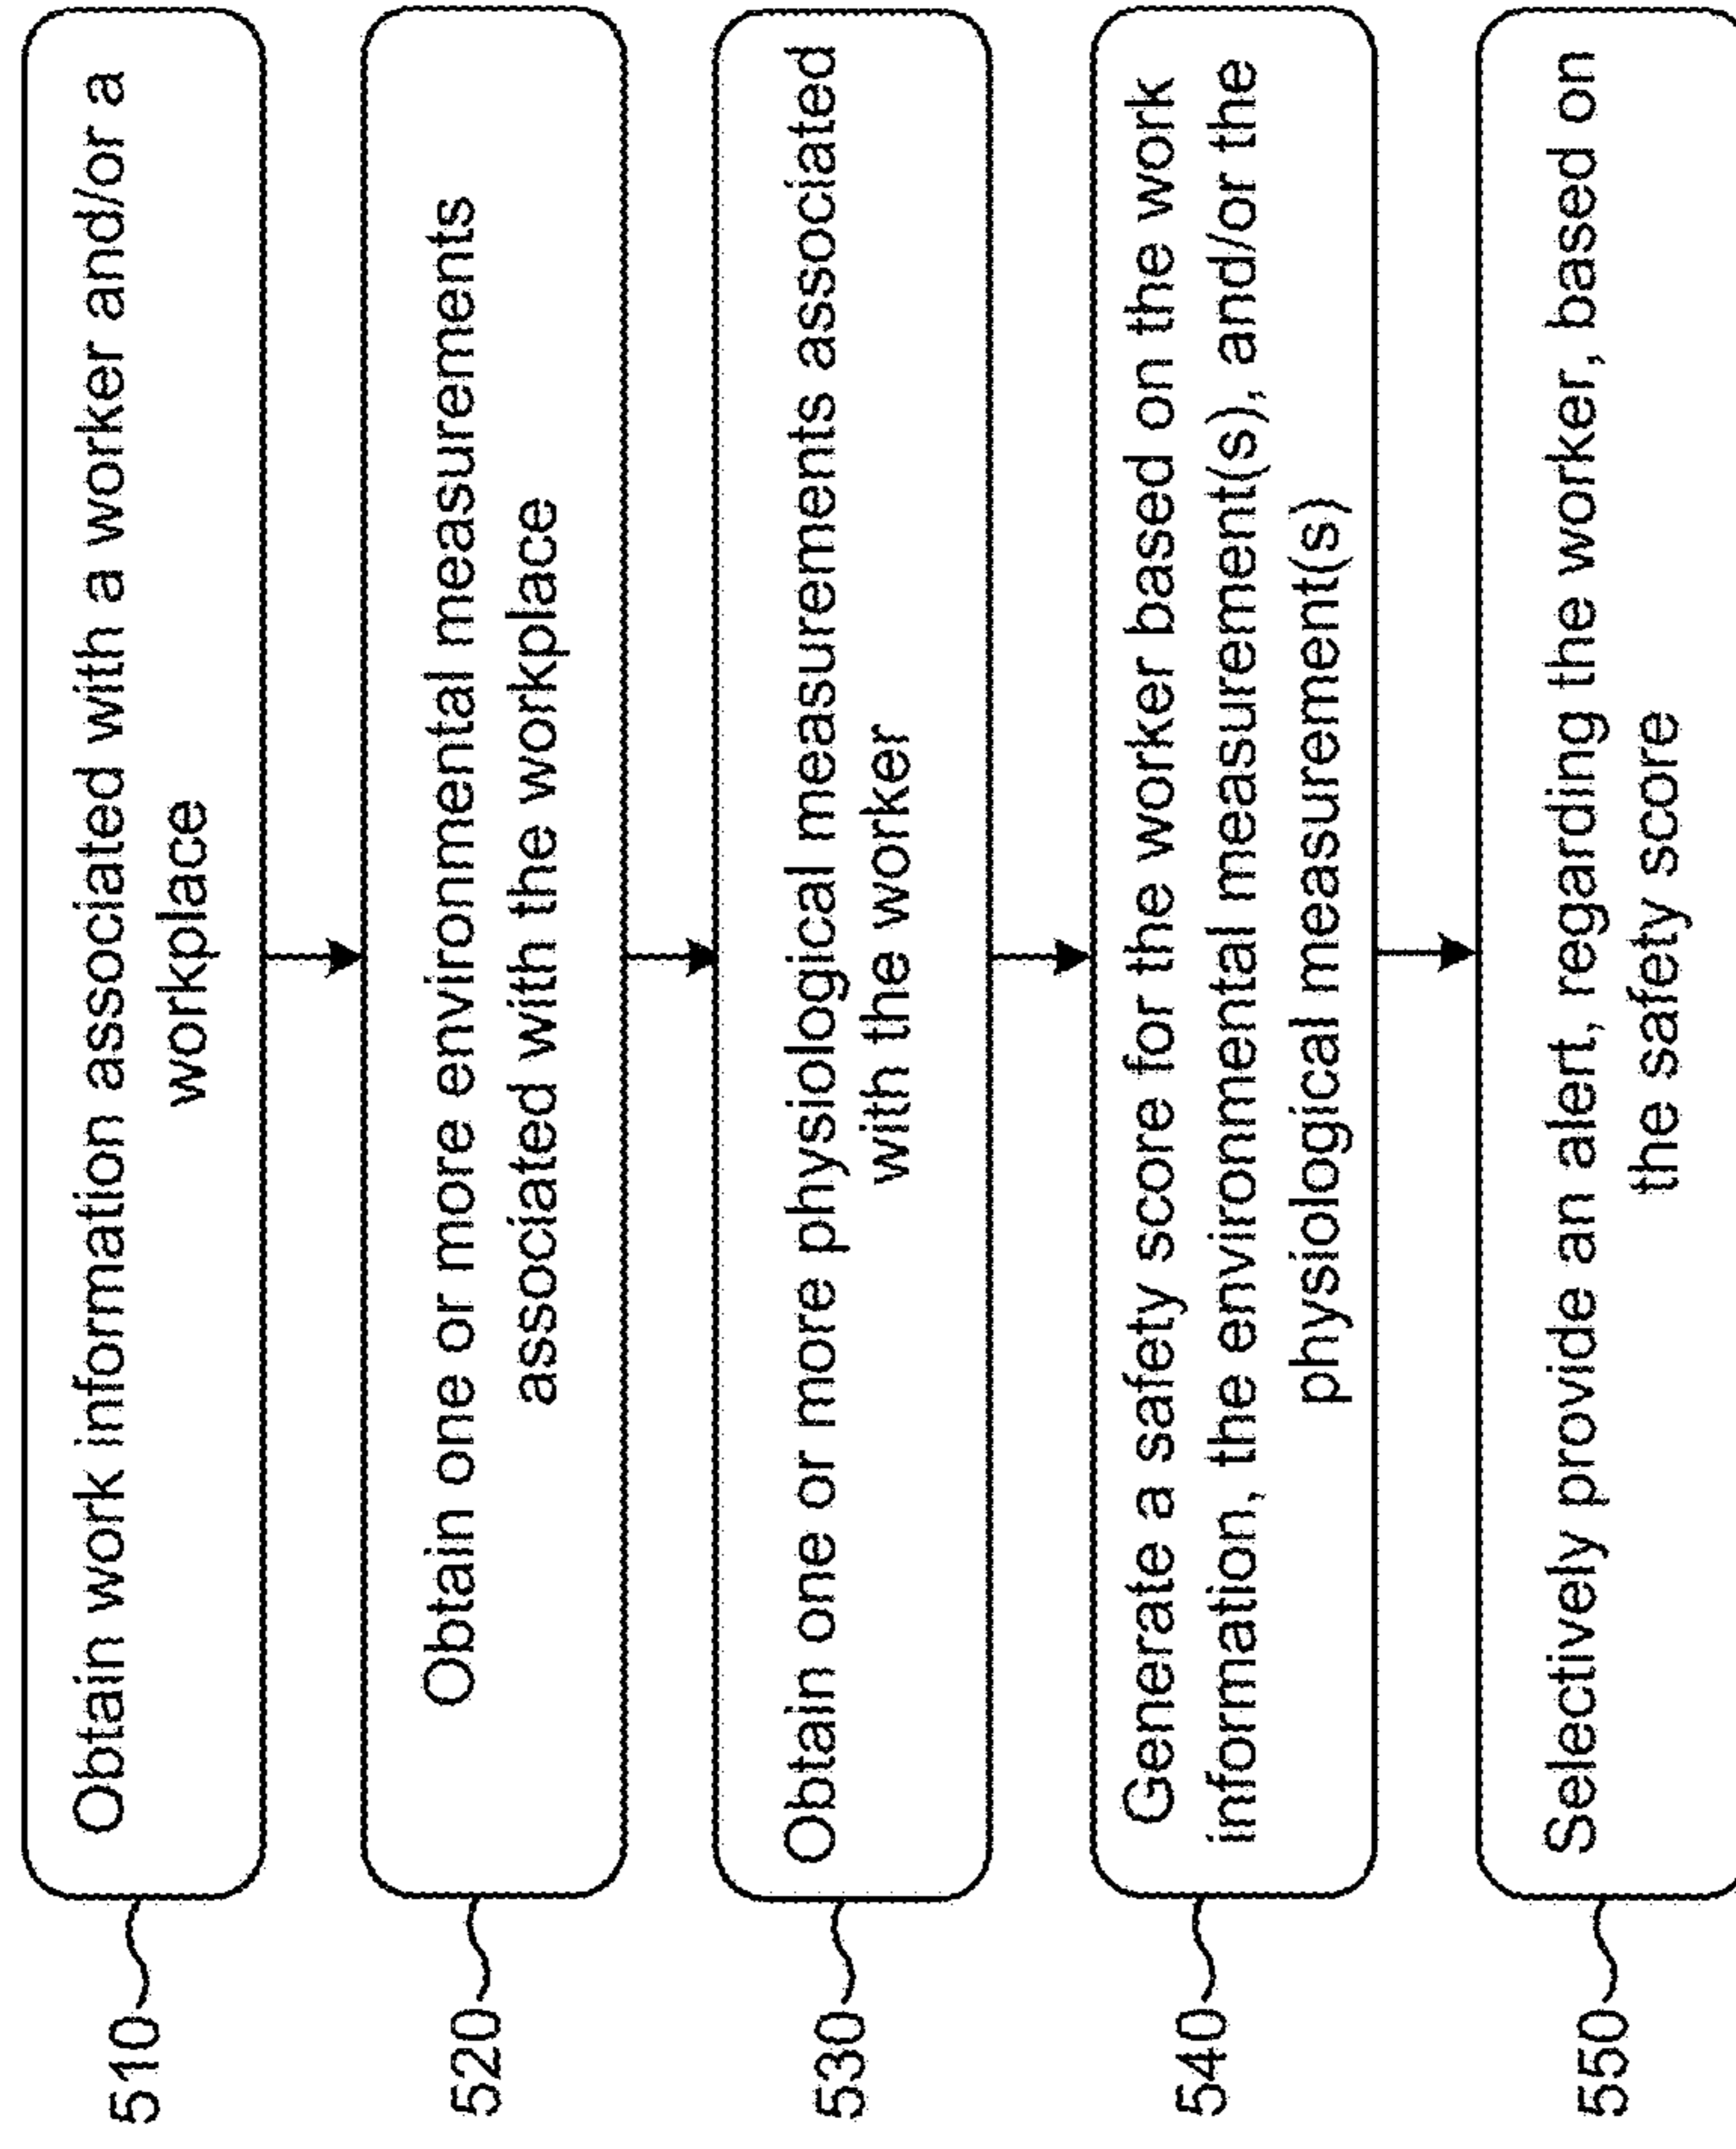 510
Obtain work information associated with a worker and/or a
workplace
520
Obtain one or more environmental measurements
associated with the workplace
530
Obtain one or more physiological measurements associated
with the worker
540
Generate a safety score for the worker based on the work
information, the environmental measurement(s), and/or the
physiological measurement(s)
550
Selectively provide an alert, regarding the worker, based on
the safety score